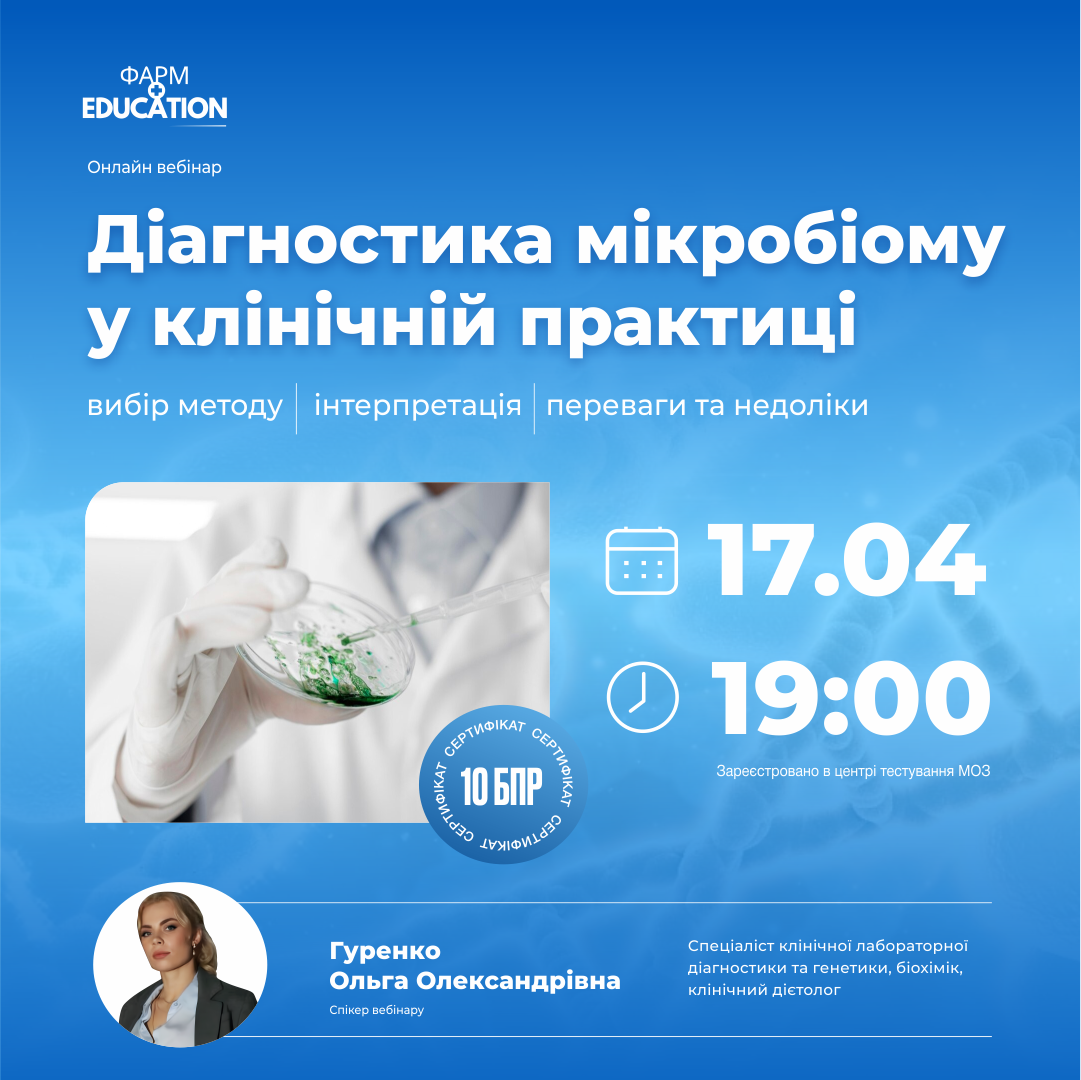 ФАРМ
EDUCATION
Онлайн вебінар
Діагностика мікробіому
у клінічній практиці
вибір методу | інтерпретація | переваги та недоліки
17.04
19:00
Зареєстровано в центрі тестування МОЗ
СЕРТИФІКАТ СЕРТИФІКАТ СЕРТИФІКАТ СЕРТИФІКАТ СЕРТИФІКАТ
10 БПР
Гуренко
Ольга Олександрівна
Спікер вебінару
Спеціаліст клінічної лабораторної
діагностики та генетики, біохімік,
клінічний дієтолог